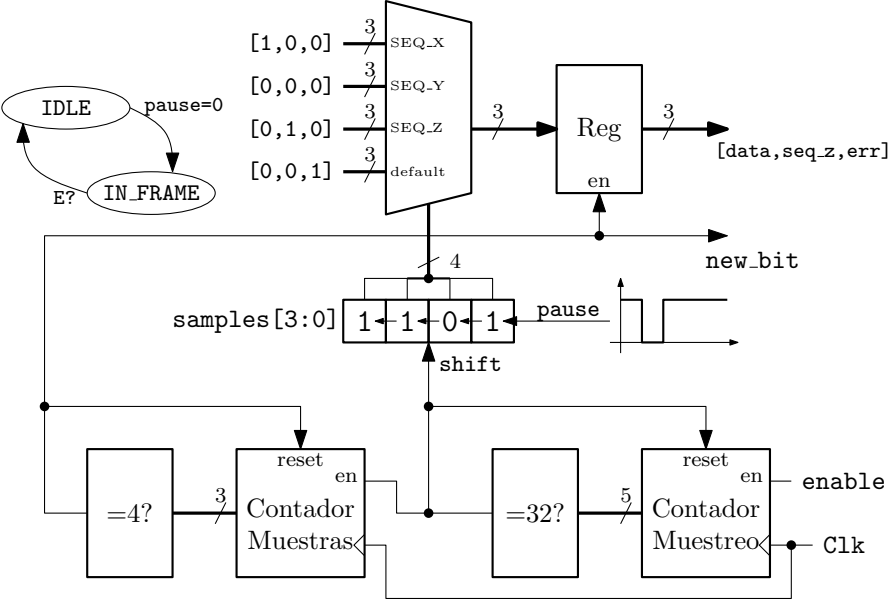 [1,0,0]
3
SEQ_X
[0,0,0]
3
SEQ_Y
[0,1,0]
3
SEQ_Z
[0,0,1]
3
default
IDLE
pause=0
IN_FRAME
E?
3
Reg
en
3
[data,seq_z,err]
new_bit
4
samples[3:0]
1 1 0 1
pause
shift
=4?
3
reset
en
Contador
Muestras
=32?
5
reset
en
Contador
Muestreo
enable
Clk